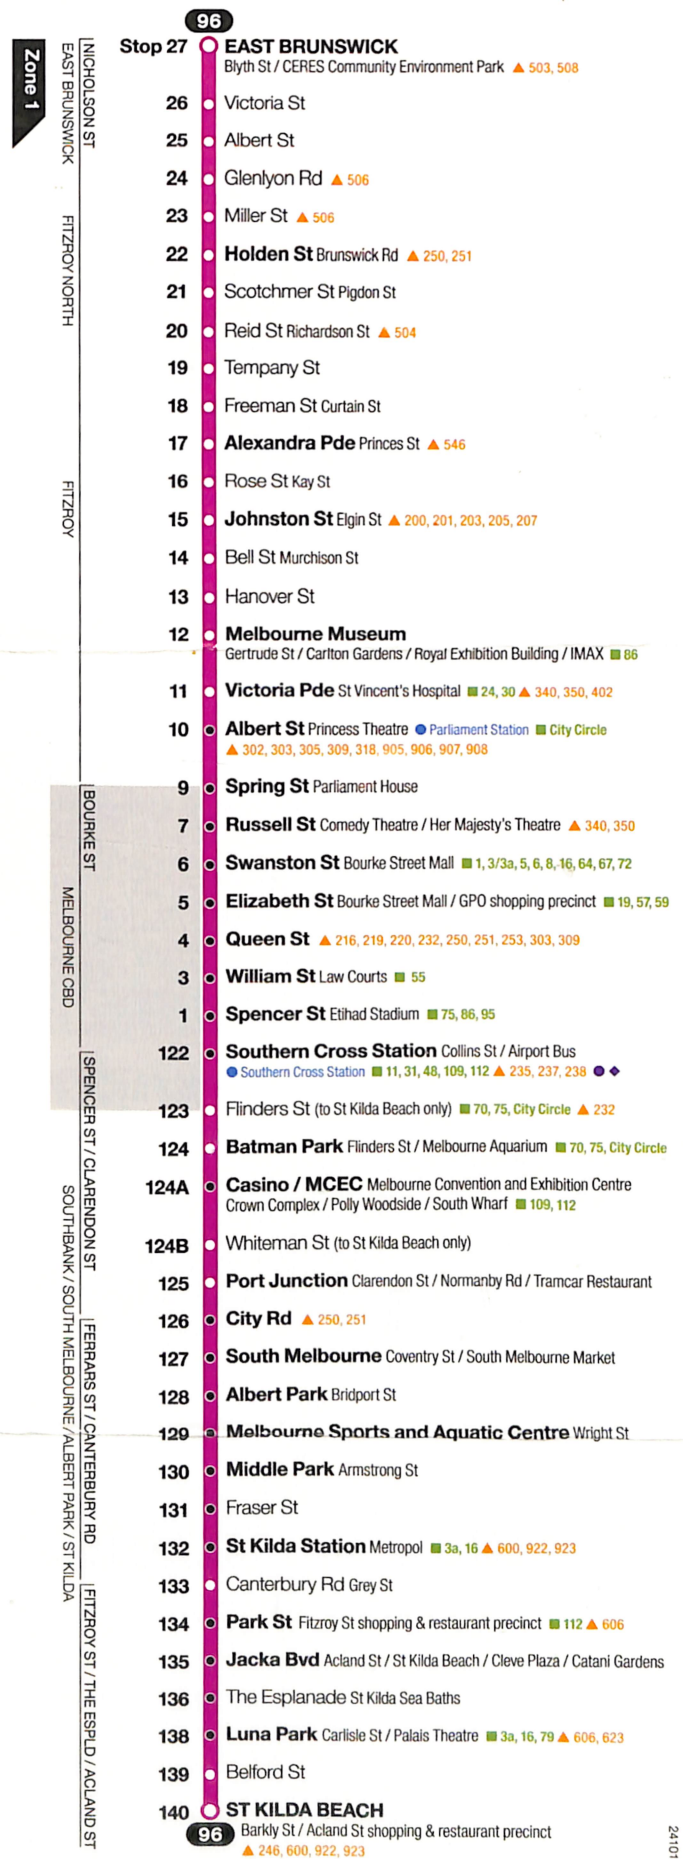 96
Stop 27 EAST BRUNSWICK
Blyth St / CERES Community Environment Park 503, 508
26 Victoria St
25 Albert St
24 Glenlyon Rd 506
23 Miller St 506
22 Holden St Brunswick Rd 250, 251
21 Scotchmer St Pigdon St
20 Reid St Richardson St 504
19 Tempany St
18 Freeman St Curtain St
17 Alexandra Pde Princes St 546
16 Rose St Kay St
15 Johnston St Elgin St 200, 201, 203, 205, 207
14 Bell St Murchison St
13 Hanover St
12 Melbourne Museum
Gertrude St / Carlton Gardens / Royal Exhibition Building / IMAX 86
11 Victoria Pde St Vincent's Hospital 24, 30 340, 350, 402
10 Albert St Princess Theatre Parliament Station City Circle
302, 303, 305, 309, 318, 905, 906, 907, 908
9 Spring St Parliament House
7 Russell St Comedy Theatre / Her Majesty's Theatre 340, 350
6 Swanston St Bourke Street Mall 1, 3/3a, 5, 6, 8, 16, 64, 67, 72
5 Elizabeth St Bourke Street Mall / GPO shopping precinct 19, 57, 59
4 Queen St 216, 219, 220, 232, 250, 251, 253, 303, 309
3 William St Law Courts 55
1 Spencer St Etihad Stadium 75, 86, 95
122 Southern Cross Station Collins St / Airport Bus
Southern Cross Station 11, 31, 48, 109, 112 235, 237, 238
123 Flinders St (to St Kilda Beach only) 70, 75, City Circle 232
124 Batman Park Flinders St / Melbourne Aquarium 70, 75, City Circle
124A Casino / MCEC Melbourne Convention and Exhibition Centre
Crown Complex / Polly Woodside / South Wharf 109, 112
124B Whiteman St (to St Kilda Beach only)
125 Port Junction Clarendon St / Normanby Rd / Tramcar Restaurant
126 City Rd 250, 251
127 South Melbourne Coventry St / South Melbourne Market
128 Albert Park Bridport St
129 Melbourne Sports and Aquatic Centre Wright St
130 Middle Park Armstrong St
131 Fraser St
132 St Kilda Station Metropol 3a, 16 600, 922, 923
133 Canterbury Rd Grey St
134 Park St Fitzroy St shopping & restaurant precinct 112 606
135 Jacka Bvd Acland St / St Kilda Beach / Cleve Plaza / Catani Gardens
136 The Esplanade St Kilda Sea Baths
138 Luna Park Carlisle St / Palais Theatre 3a, 16, 79 606, 623
139 Belford St
140 ST KILDA BEACH
96 Barkly St / Acland St shopping & restaurant precinct
246, 600, 922, 923
Zone 1
NICHOLSON ST
BOURKE ST
SPENCER ST / CLARENDON ST
FERRARS ST / CANTERBURY RD
FITZROY ST / THE ESPLD / ACLAND ST
EAST BRUNSWICK
FITZROY NORTH
FITZROY
MELBOURNE CBD
SOUTHBANK / SOUTH MELBOURNE / ALBERT PARK / ST KILDA
24101